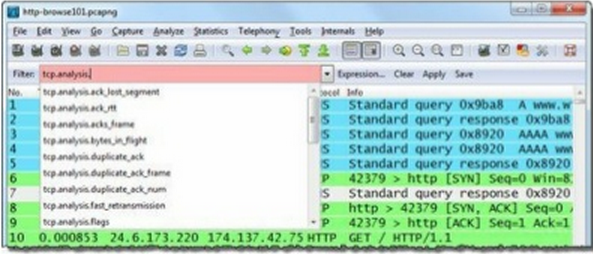 http-browse101.pcapng
File Edit View Go Capture Analyze Statistics Telephony Tools Internals Help
Filter: tcp.analysis. Expression... Clear Apply Save
No. ocol Info
tcp.analysis.ack_lost_segment
tcp.analysis.ack_rtt
tcp.analysis.acks_frame
tcp.analysis.bytes_in_flight
tcp.analysis.duplicate_ack
tcp.analysis.duplicate_ack_frame
tcp.analysis.duplicate_ack_num
tcp.analysis.fast_retransmission
tcp.analysis.flags
1 S Standard query 0x9ba8 A www.w
2 S Standard query response 0x9ba8
3 S Standard query 0x8920 AAAA ww
4 S Standard query 0x8920 AAAA ww
5 S Standard query response 0x8920
6 P 42379 > http [SYN] Seq=0 Win=8
7 S Standard query response 0x8920
8 P http > 42379 [SYN, ACK] Seq=0
9 P 42379 > http [ACK] Seq=1 Ack=1
10 0.000853 24.6.173.220 174.137.42.75 HTTP GET / HTTP/1.1